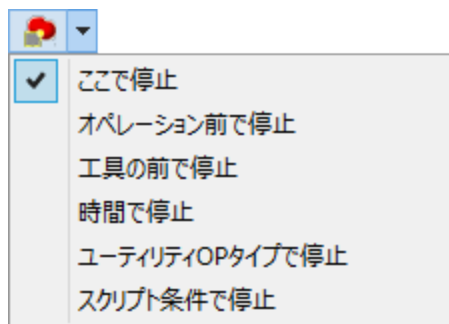 ここで停止
オペレーション前で停止
工具の前で停止
時間で停止
ユーティリティOPタイプで停止
スクリプト条件で停止